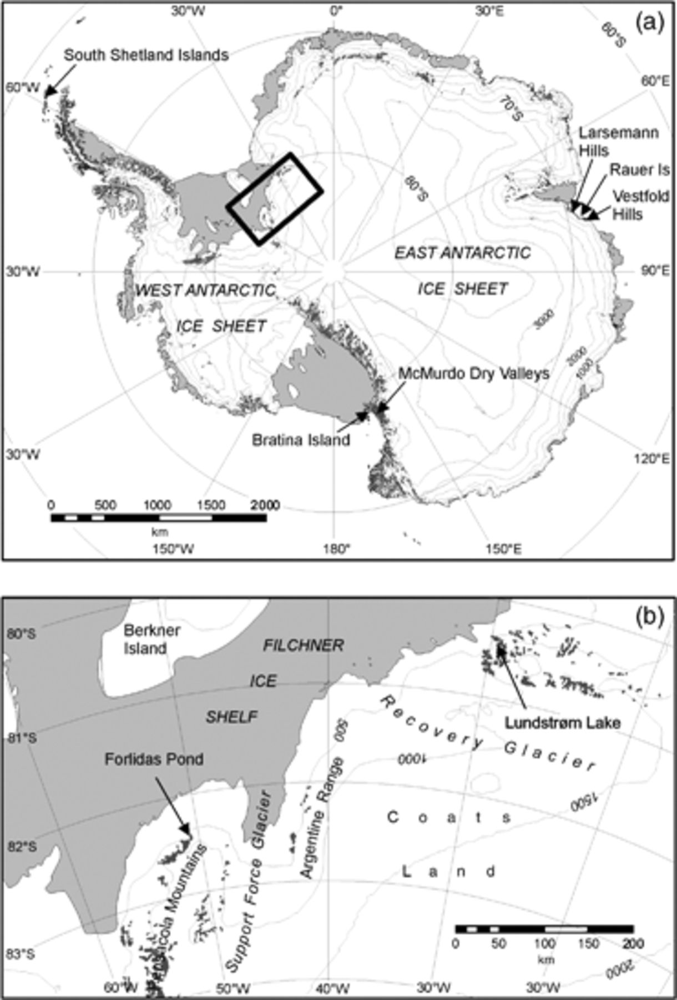 30°W 0° 30°E (a)
60°S
South Shetland Islands
60°W 60°E
70°S
Larsemann
Hills
Rauer Is
80°S Vestfold
Hills
EAST ANTARCTIC
30°W 90°E
WEST ANTARCTIC ICE SHEET
ICE SHEET 3000
2000
1000
McMurdo Dry Valleys
Bratina Island
30°W 120°E
0 500 1000 1500 2000
km
150°W 180° 150°E
(b)
80°S Berkner
Island
FILCHNER
ICE
SHELF
Recovery Glacier
Lundstrøm Lake
81°S
500
1000
Forlidas Pond
Argentine Range
1500
Coats
82°S
Support Force Glacier
Land
Pensacola Mountains
0 50 100 150 200
km
83°S
2000
60°W 50°W 40°W 30°W 30°W